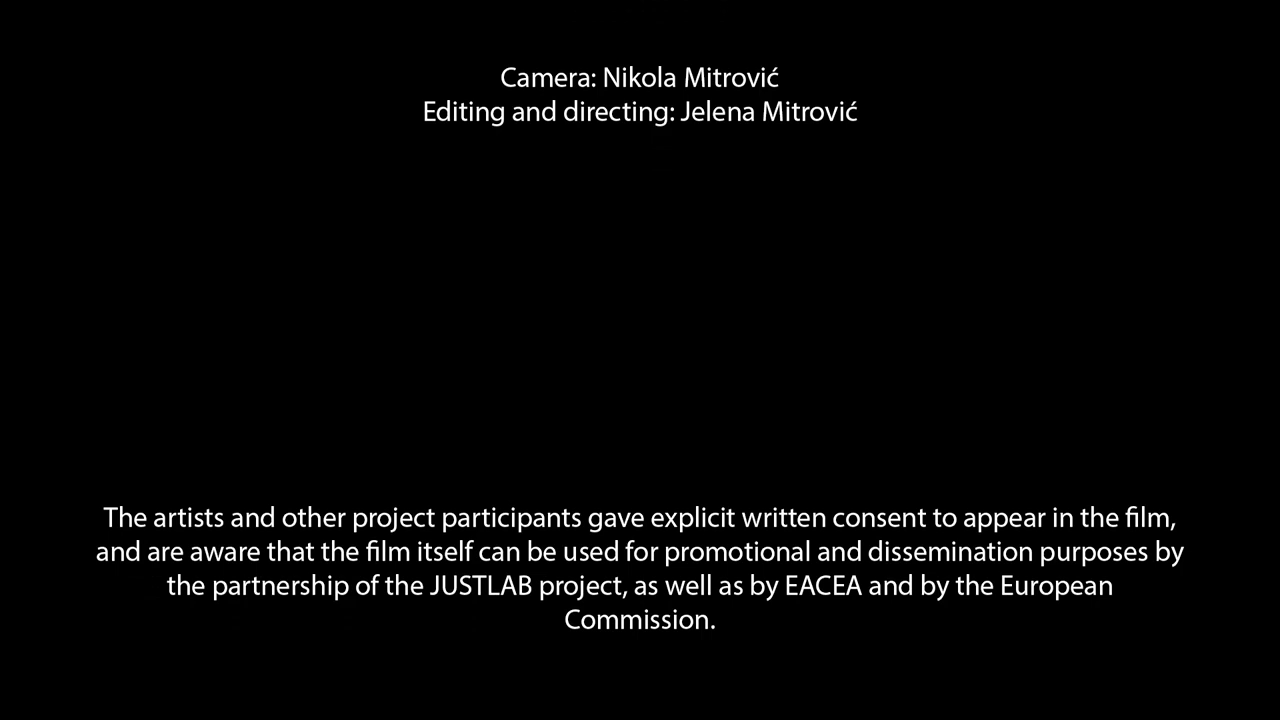 Camera: Nikola Mitrović
Editing and directing: Jelena Mitrović
The artists and other project participants gave explicit written consent to appear in the film,
and are aware that the film itself can be used for promotional and dissemination purposes by
the partnership of the JUSTLAB project, as well as by EACEA and by the European
Commission.